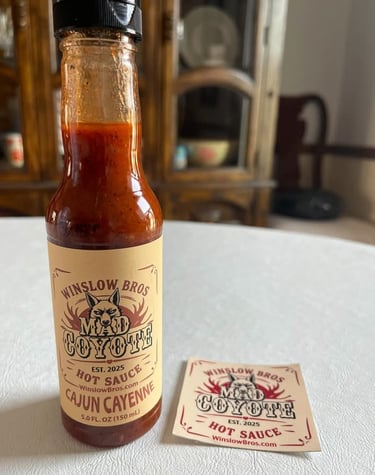 WINSLOW BROS
MAD
COYOTE
EST. 2025
HOT SAUCE
WinslowBros.com
CAJUN CAYENNE
5.0 FL. OZ (150 mL)
WINSLOW BROS
MAD
COYOTE
EST. 2025
HOT SAUCE
WinslowBros.com